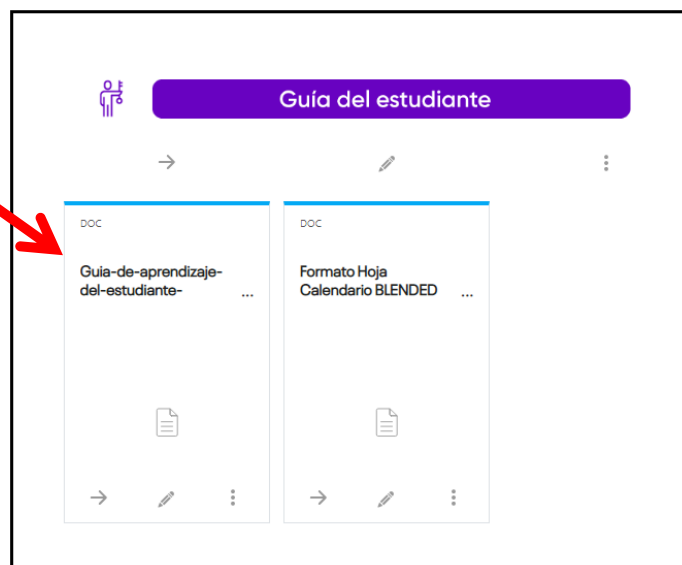 Guía del estudiante
DOC
Guia-de-aprendizaje-
del-estudiante- ...
DOC
Formato Hoja
Calendario BLENDED ...